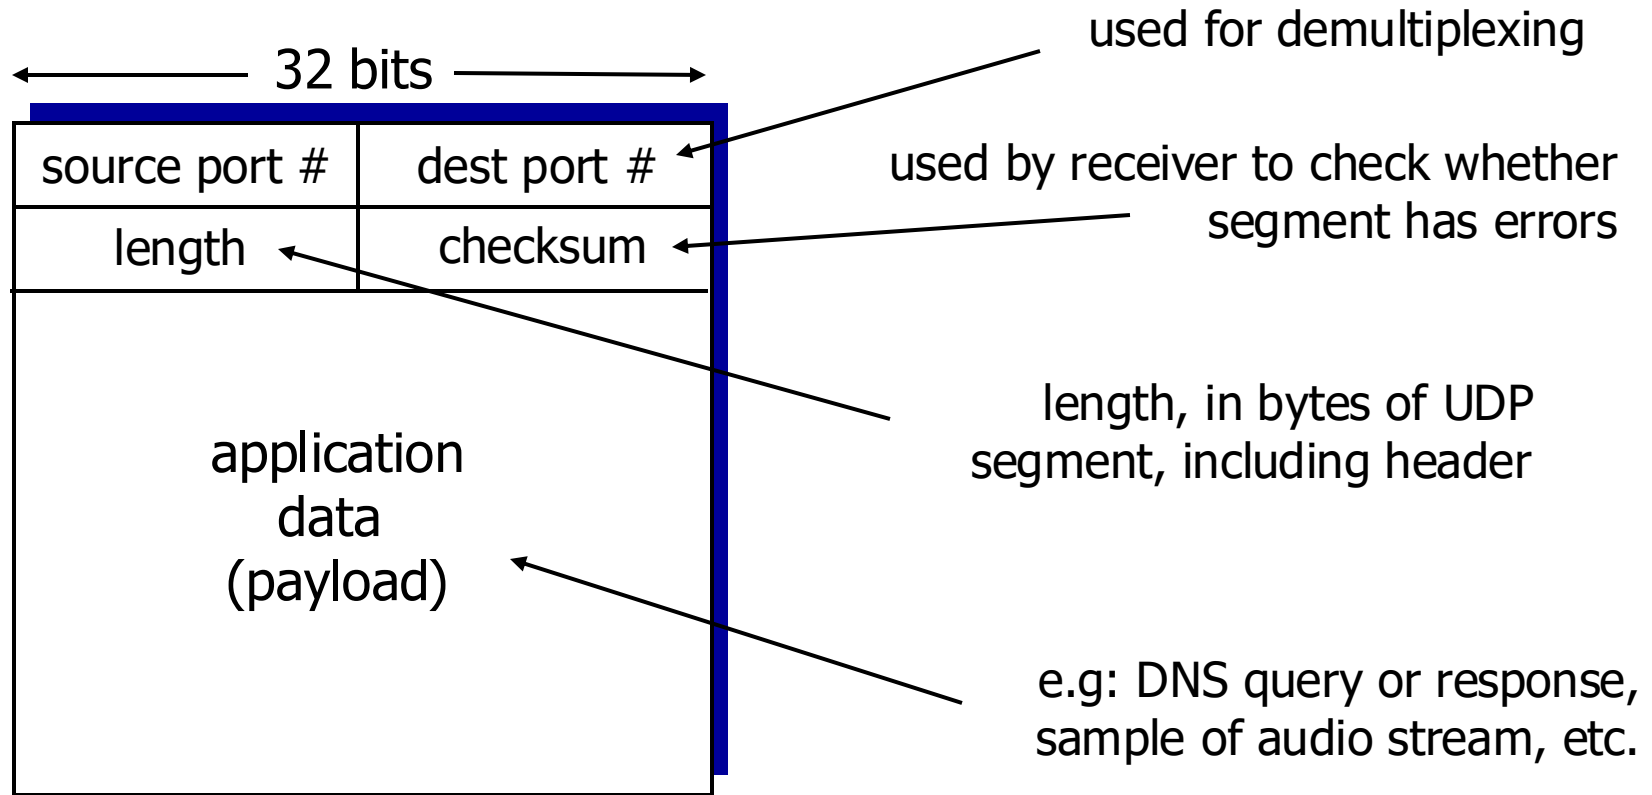 used for demultiplexing
32 bits
source port #
dest port #
used by receiver to check whether
segment has errors
length
checksum
length, in bytes of UDP
segment, including header
application
data
(payload)
e.g: DNS query or response,
sample of audio stream, etc.